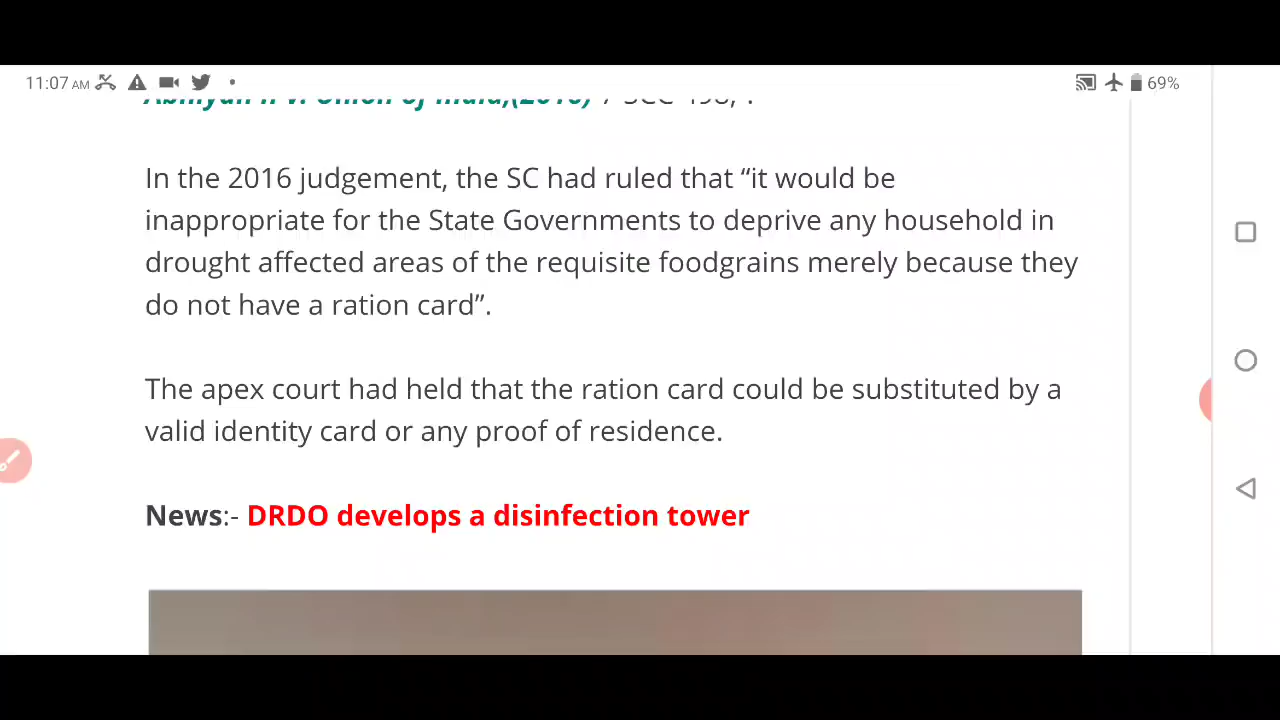 11:07 AM
69%
In the 2016 judgement, the SC had ruled that “it would be
inappropriate for the State Governments to deprive any household in
drought affected areas of the requisite foodgrains merely because they
do not have a ration card”.
The apex court had held that the ration card could be substituted by a
valid identity card or any proof of residence.
News:- DRDO develops a disinfection tower